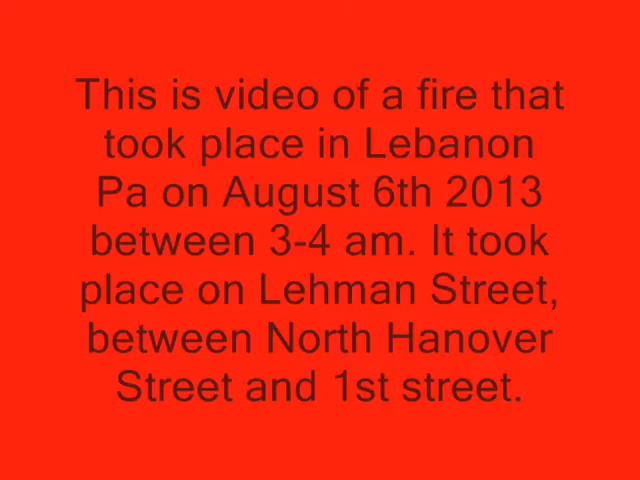 This is video of a fire that
took place in Lebanon
Pa on August 6th 2013
between 3-4 am. It took
place on Lehman Street,
between North Hanover
Street and 1st street.